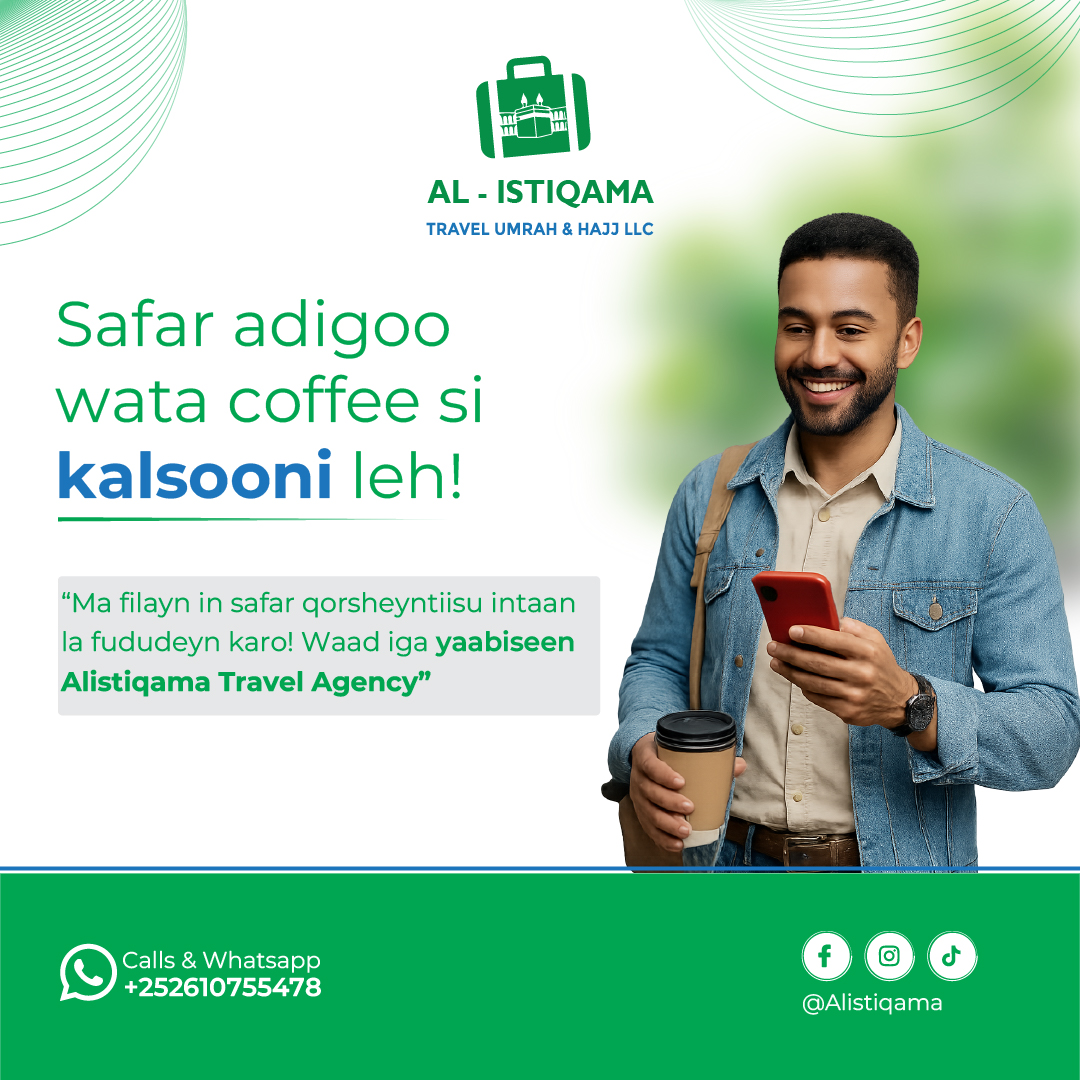 AL - ISTIQAMA
TRAVEL UMRAH & HAJJ LLC
Safar adigoo
wata coffee si
kalsooni leh!
“Ma filayn in safar qorsheyntiisu intaan
la fududeyn karo! Waad iga yaabiseen
Alistiqama Travel Agency”
Calls & Whatsapp
+252610755478
@Alistiqama